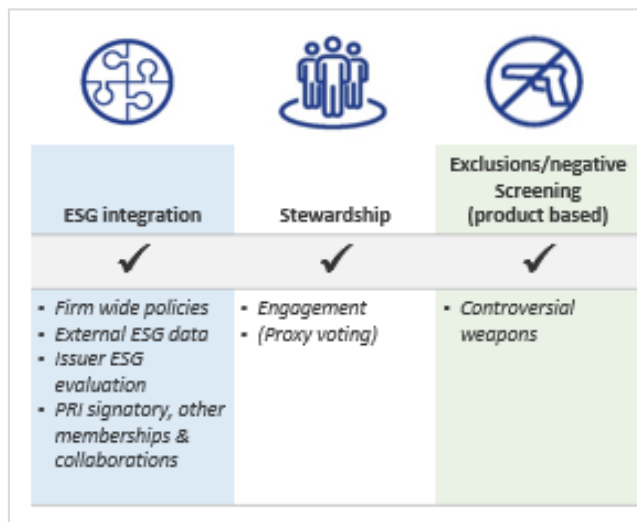 ESG integration
Stewardship
Exclusions/negative
Screening
(product based)
✓
✓
✓
▪ Firm wide policies
▪ External ESG data
▪ Issuer ESG
evaluation
▪ PRI signatory, other
memberships &
collaborations
▪ Engagement
▪ (Proxy voting)
▪ Controversial
weapons